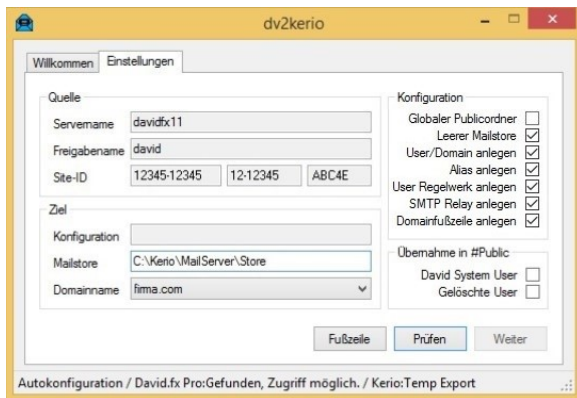 dv2kerio
Willkommen
Einstellungen
Quelle
Servername
davidfx11
Freigabename
david
Site-ID
12345-12345
12-12345
ABC4E
Ziel
Konfiguration
Mailstore
C:\Kerio\MailServer\Store
Domainname
firma.com
Konfiguration
Globaler Publicordner
Leerer Mailstore
User/Domain anlegen
Alias anlegen
User Regelwerk anlegen
SMTP Relay anlegen
Domainfußzeile anlegen
Übernahme in #Public
David System User
Gelöschte User
Fußzeile
Prüfen
Weiter
Autokonfiguration / David.fx Pro:Gefunden, Zugriff möglich. / Kerio:Temp Export